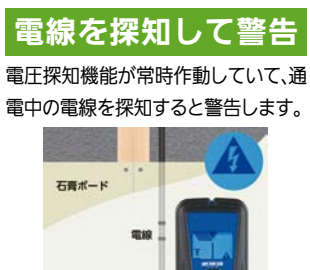 電線を探知して警告
電圧探知機能が常時作動していて、通
電中の電線を探知すると警告します。
石膏ボード
電線